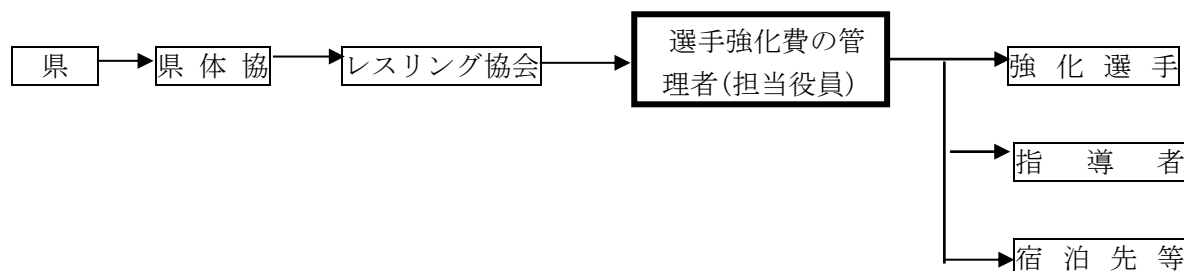 県
県体協
レスリング協会
選手強化費の管
理者(担当役員)
強化選手
指導者
宿泊先等